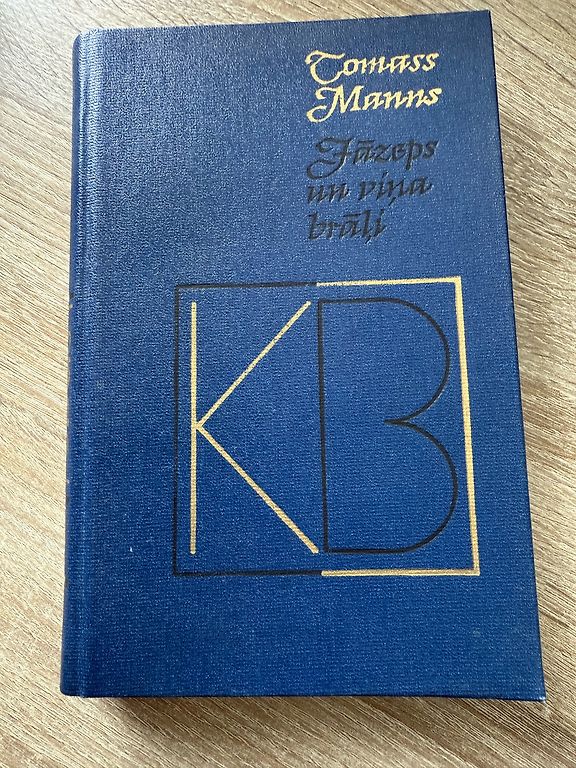 Tomass
Manns
Jāzeps
un viņa
brāļi
KB